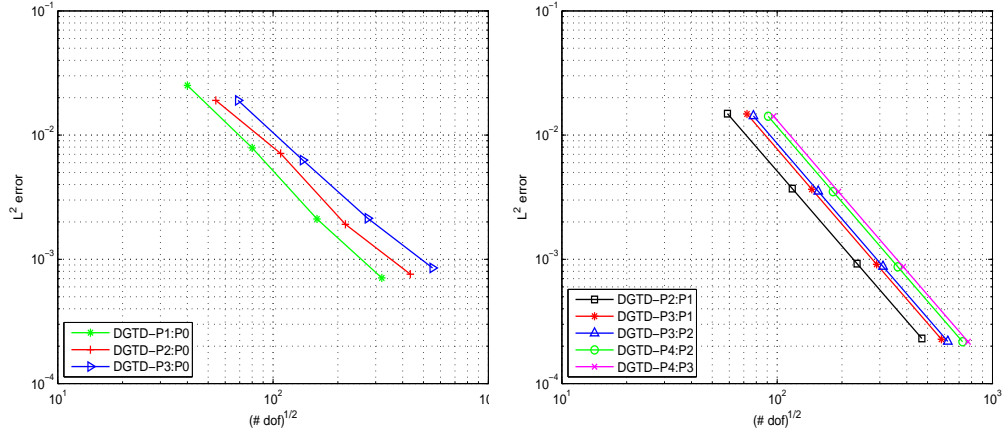 10^{-1}
10^{-2}
10^{-3}
10^{-4}
L^2 error
DGTD-P1:P0
DGTD-P2:P0
DGTD-P3:P0
10^1
10^2
(# dof)^{1/2}
10^{-1}
10^{-2}
10^{-3}
10^{-4}
L^2 error
DGTD-P2:P1
DGTD-P3:P1
DGTD-P3:P2
DGTD-P4:P2
DGTD-P4:P3
10^1
10^2
10^3
(# dof)^{1/2}